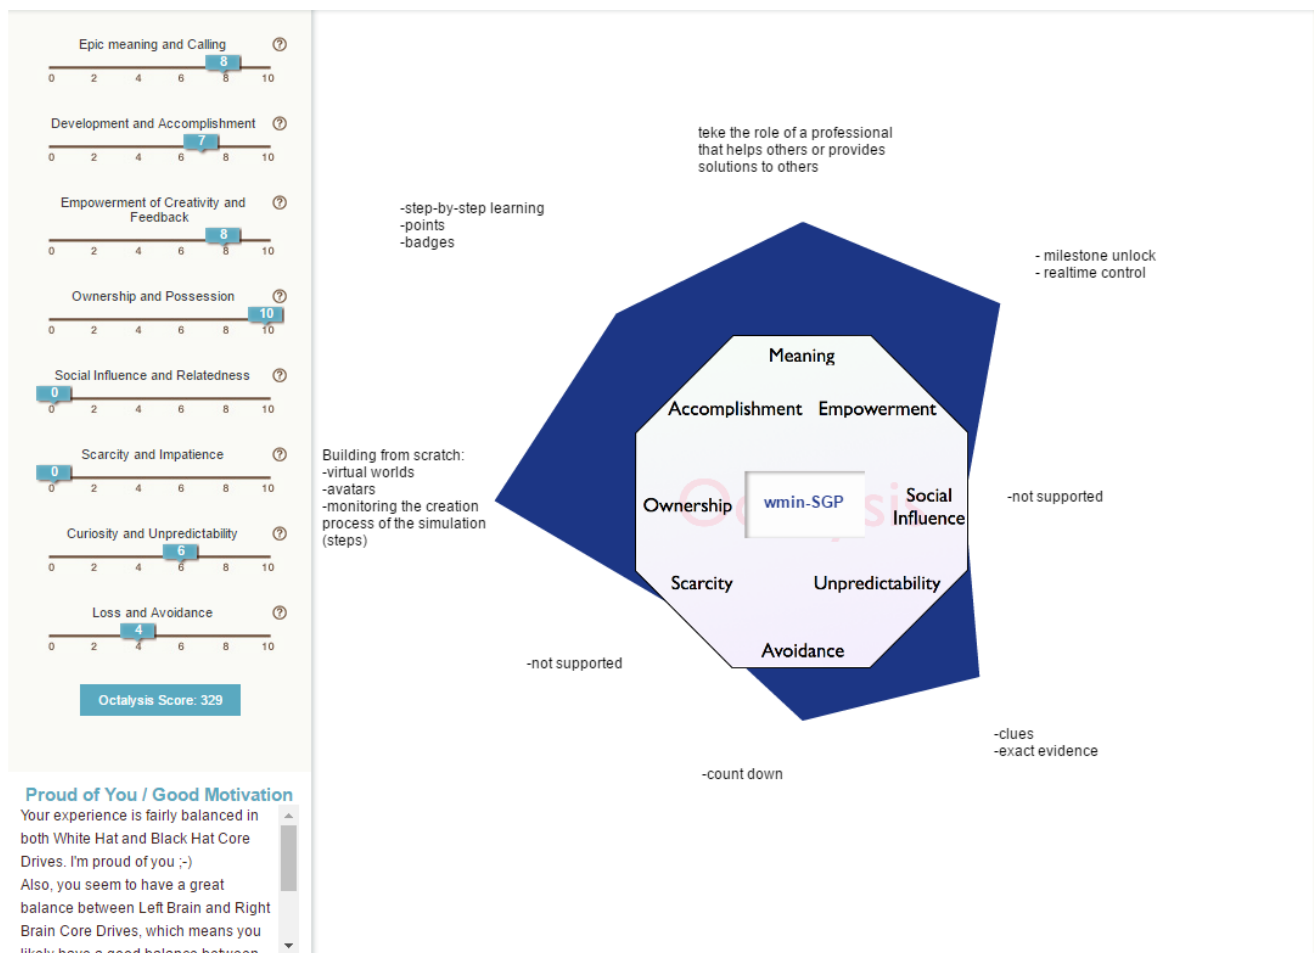 Epic meaning and Calling
8
0 2 4 6 8 10
Development and Accomplishment
7
0 2 4 6 8 10
Empowerment of Creativity and
Feedback
8
0 2 4 6 8 10
Ownership and Possession
10
0 2 4 6 8 10
Social Influence and Relatedness
0
0 2 4 6 8 10
Scarcity and Impatience
0
0 2 4 6 8 10
Curiosity and Unpredictability
6
0 2 4 6 8 10
Loss and Avoidance
4
0 2 4 6 8 10
Octalysis Score: 329
Proud of You / Good Motivation
Your experience is fairly balanced in
both White Hat and Black Hat Core
Drives. I'm proud of you ;-)
Also, you seem to have a great
balance between Left Brain and Right
Brain Core Drives, which means you
likely have a good balance between
teke the role of a professional
that helps others or provides
solutions to others
-step-by-step learning
-points
-badges
- milestone unlock
- realtime control
Meaning
Accomplishment
Empowerment
Building from scratch:
-virtual worlds
-avatars
-monitoring the creation
process of the simulation
(steps)
Ownership
wmin-SGP
Social
Influence
-not supported
Scarcity
Unpredictability
Avoidance
-not supported
-clues
-exact evidence
-count down